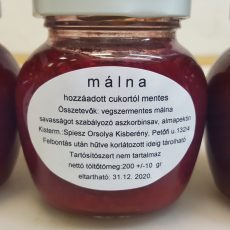 málna
hozzáadott cukortól mentes
Összetevők: vegszermentes málna
savasságot szabályozó aszkorbinsav, almapektin
Kisterm.:Spiesz Orsolya Kisberény, Petőfi u.132/4
Felbontás után hűtve korlátozott ideig tárolható
Tartósítószert nem tartalmaz
nettó töltőtömeg:200 +/-10 gr
eltartható: 31.12. 2020.